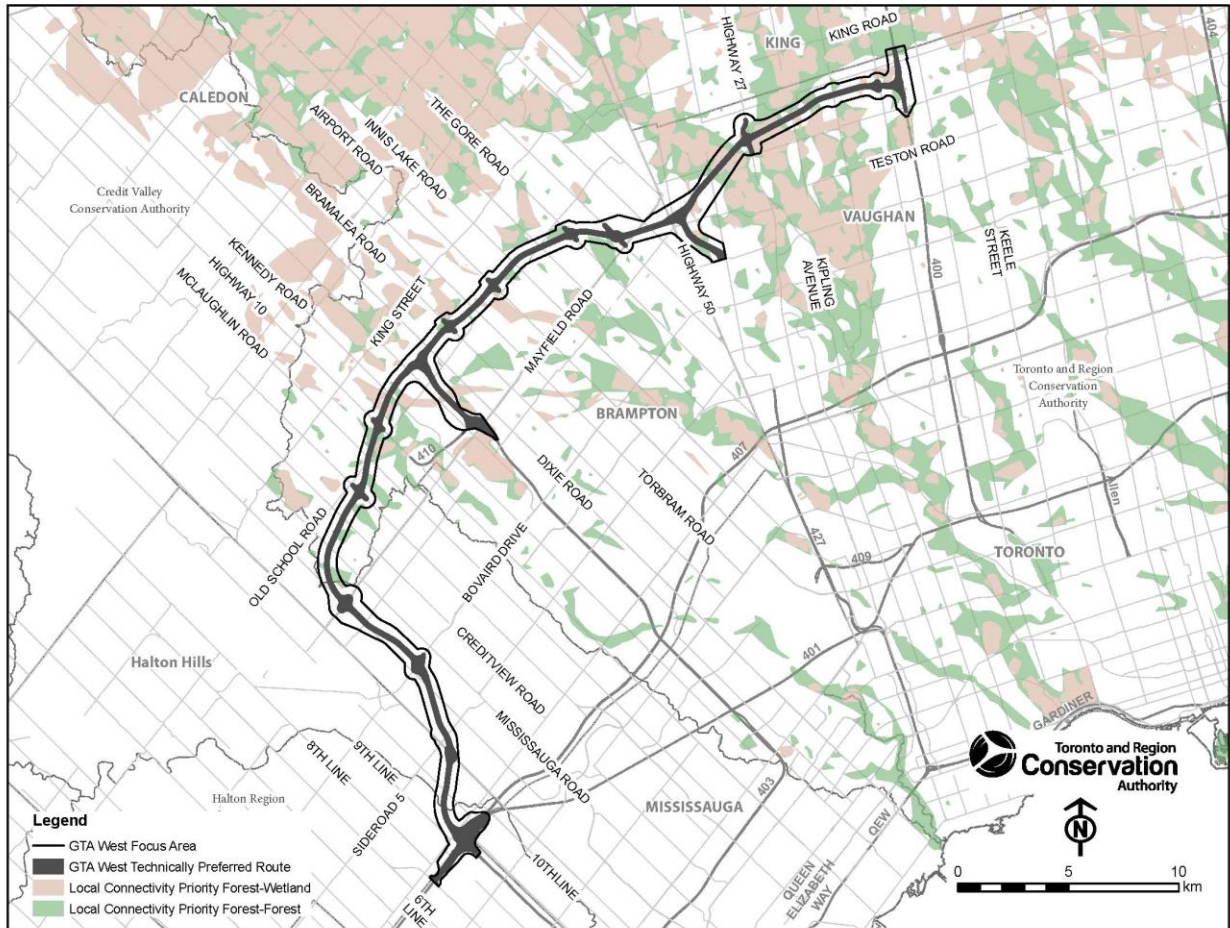 KING
KING ROAD
404
HIGHWAY 27
CALEDON
THE GORE ROAD
INNIS LAKE ROAD
AIRPORT ROAD
TESTON ROAD
Credit Valley
Conservation Authority
BRAMALEA ROAD
VAUGHAN
KEELE
STREET
KENNEDY ROAD
HIGHWAY 10
MCLAUGHLIN ROAD
KING STREET
HIGHWAY 50
KIPLING
AVENUE
400
MAYFIELD ROAD
Toronto and Region
Conservation
Authority
BRAMPTON
410
407
DIXIE ROAD
TORBRAM ROAD
Allen
OLD SCHOOL ROAD
BOVAIRD DRIVE
427
409
TORONTO
CREDITVIEW ROAD
401
Halton Hills
MISSISSAUGA ROAD
GARDINER
9TH LINE
8TH LINE
Toronto and Region
Conservation
Authority
Halton Region
SIDEROAD 5
MISSISSAUGA
403
QEW
N
10TH LINE
QUEEN
ELIZABETH
WAY
6TH
LINE
0 5 10
km
Legend
GTA West Focus Area
GTA West Technically Preferred Route
Local Connectivity Priority Forest-Wetland
Local Connectivity Priority Forest-Forest